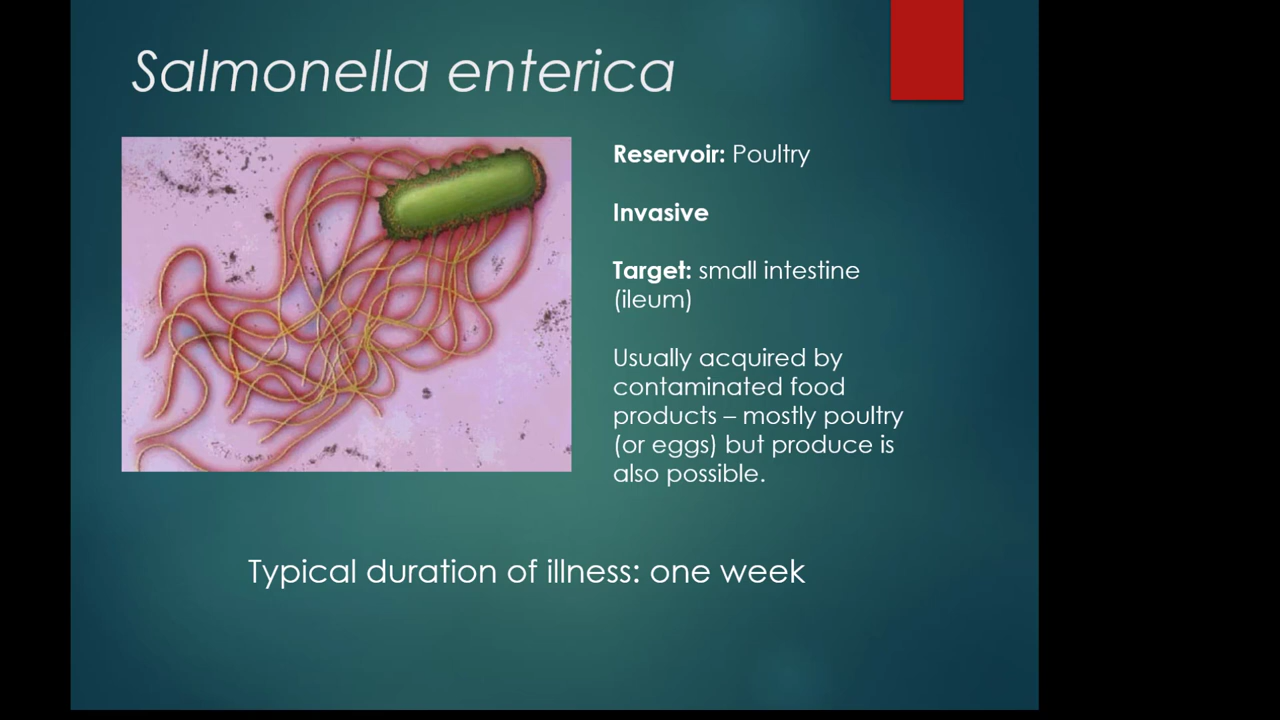 Salmonella enterica
Reservoir: Poultry
Invasive
Target: small intestine
(ileum)
Usually acquired by
contaminated food
products – mostly poultry
(or eggs) but produce is
also possible.
Typical duration of illness: one week